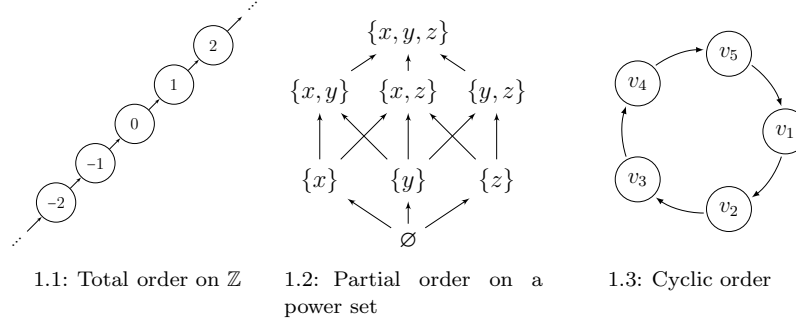 ...
2
1
0
−1
−2
...
{x, y, z}
{x, y} {x, z} {y, z}
{x} {y} {z}
∅
v5
v4
v1
v3
v2
1.1: Total order on ℤ
1.2: Partial order on a
power set
1.3: Cyclic order